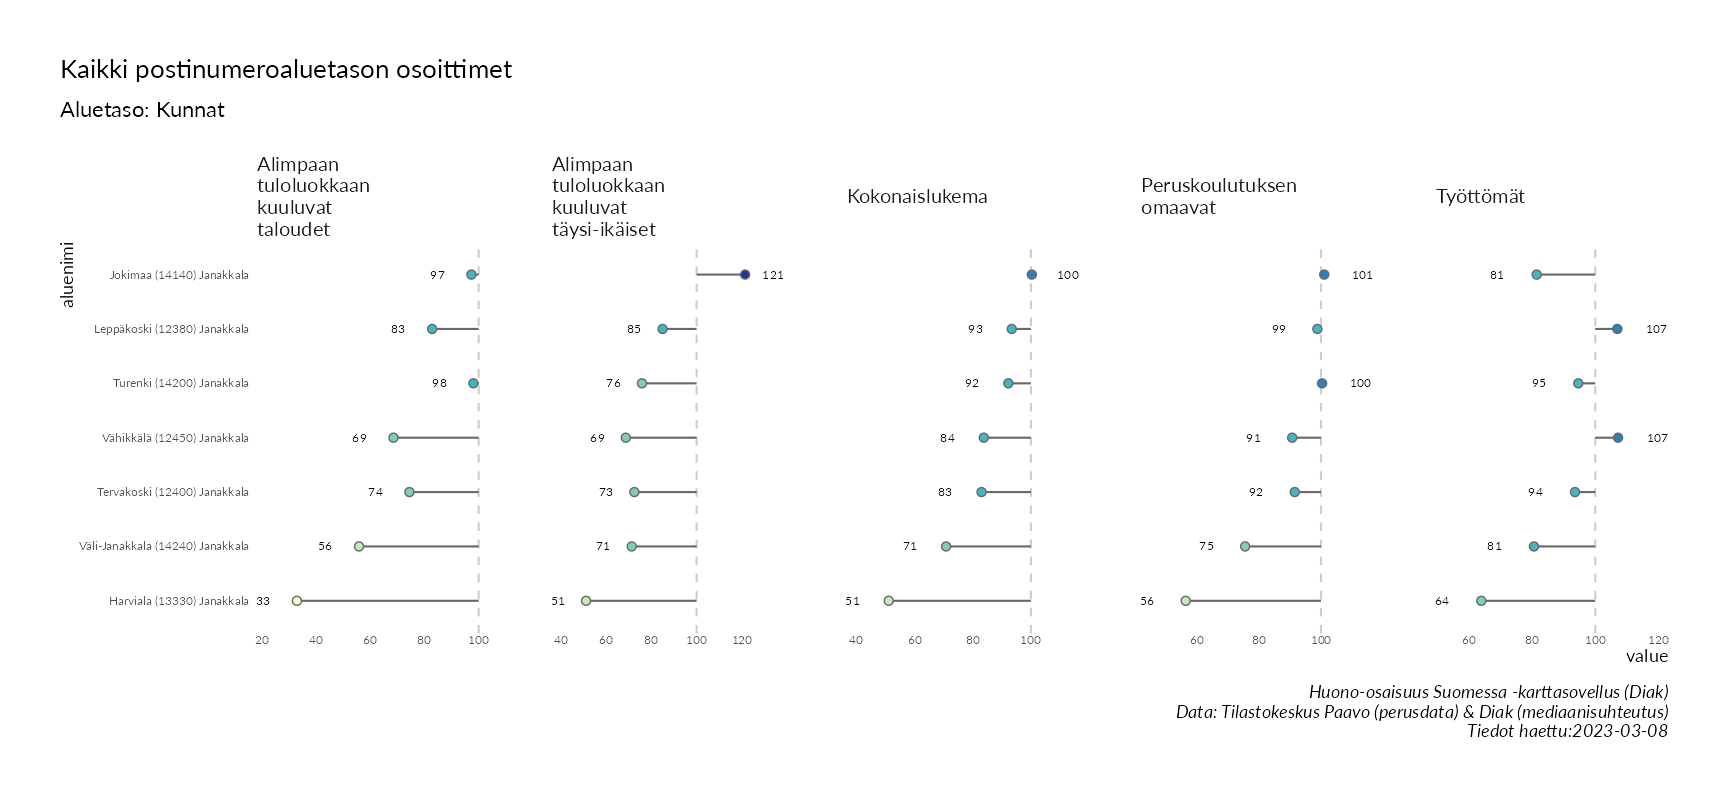 Kaikki postinumeroaluetason osoittimet
Aluetaso: Kunnat
Alimpaan
tuloluokkaan
kuuluvat
taloudet
Alimpaan
tuloluokkaan
kuuluvat
täysi-ikäiset
Kokonaislukema
Peruskoulutuksen
omaavat
Työttömät
aluenimi
Jokimaa (14140) Janakkala 97 121 100 101 81
Leppäkoski (12380) Janakkala 83 85 93 99 107
Turenki (14200) Janakkala 98 76 92 100 95
Vähikkälä (12450) Janakkala 69 69 84 91 107
Tervakoski (12400) Janakkala 74 73 83 92 94
Väli-Janakkala (14240) Janakkala 56 71 71 75 81
Harviala (13330) Janakkala 33 51 51 56 64
20 40 60 80 100 40 60 80 100 120 40 60 80 100 60 80 100 60 80 100 120
value
Huono-osaisuus Suomessa -karttasovellus (Diak)
Data: Tilastokeskus Paavo (perusdata) & Diak (mediaanisuhteutus)
Tiedot haettu:2023-03-08